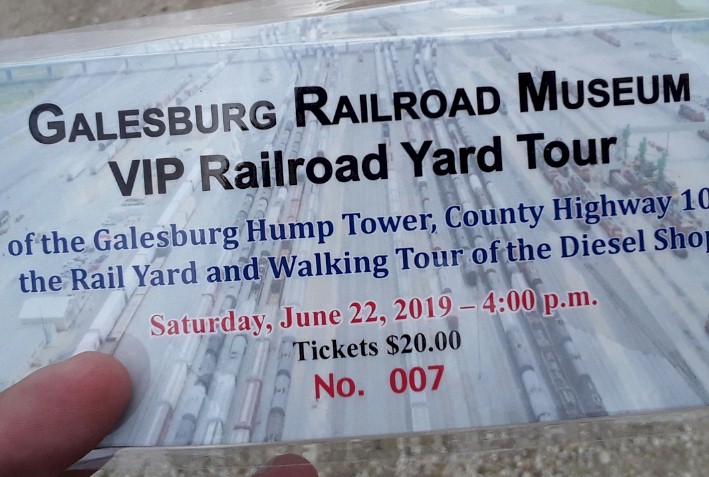 GALESBURG RAILROAD MUSEUM
VIP Railroad Yard Tour
of the Galesburg Hump Tower, County Highway 10
the Rail Yard and Walking Tour of the Diesel Shop
Saturday, June 22, 2019 – 4:00 p.m.
Tickets $20.00
No. 007